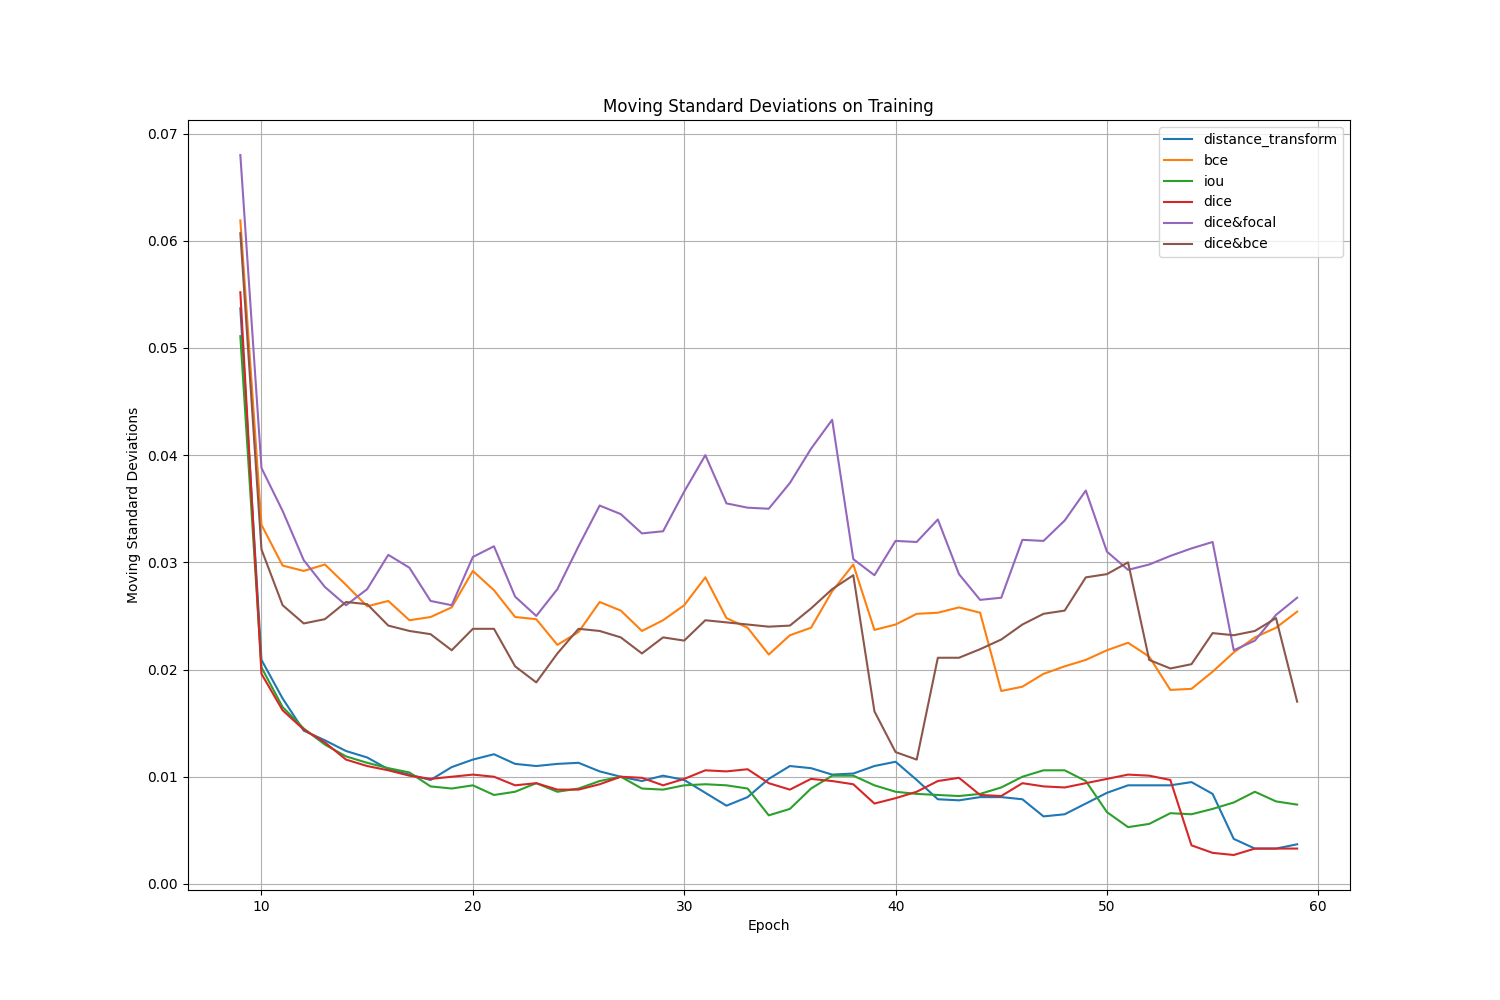 Moving Standard Deviations on Training
distance_transform
bce
iou
dice
dice&focal
dice&bce
Moving Standard Deviations
0.07
0.06
0.05
0.04
0.03
0.02
0.01
0.00
10
20
30
40
50
60
Epoch